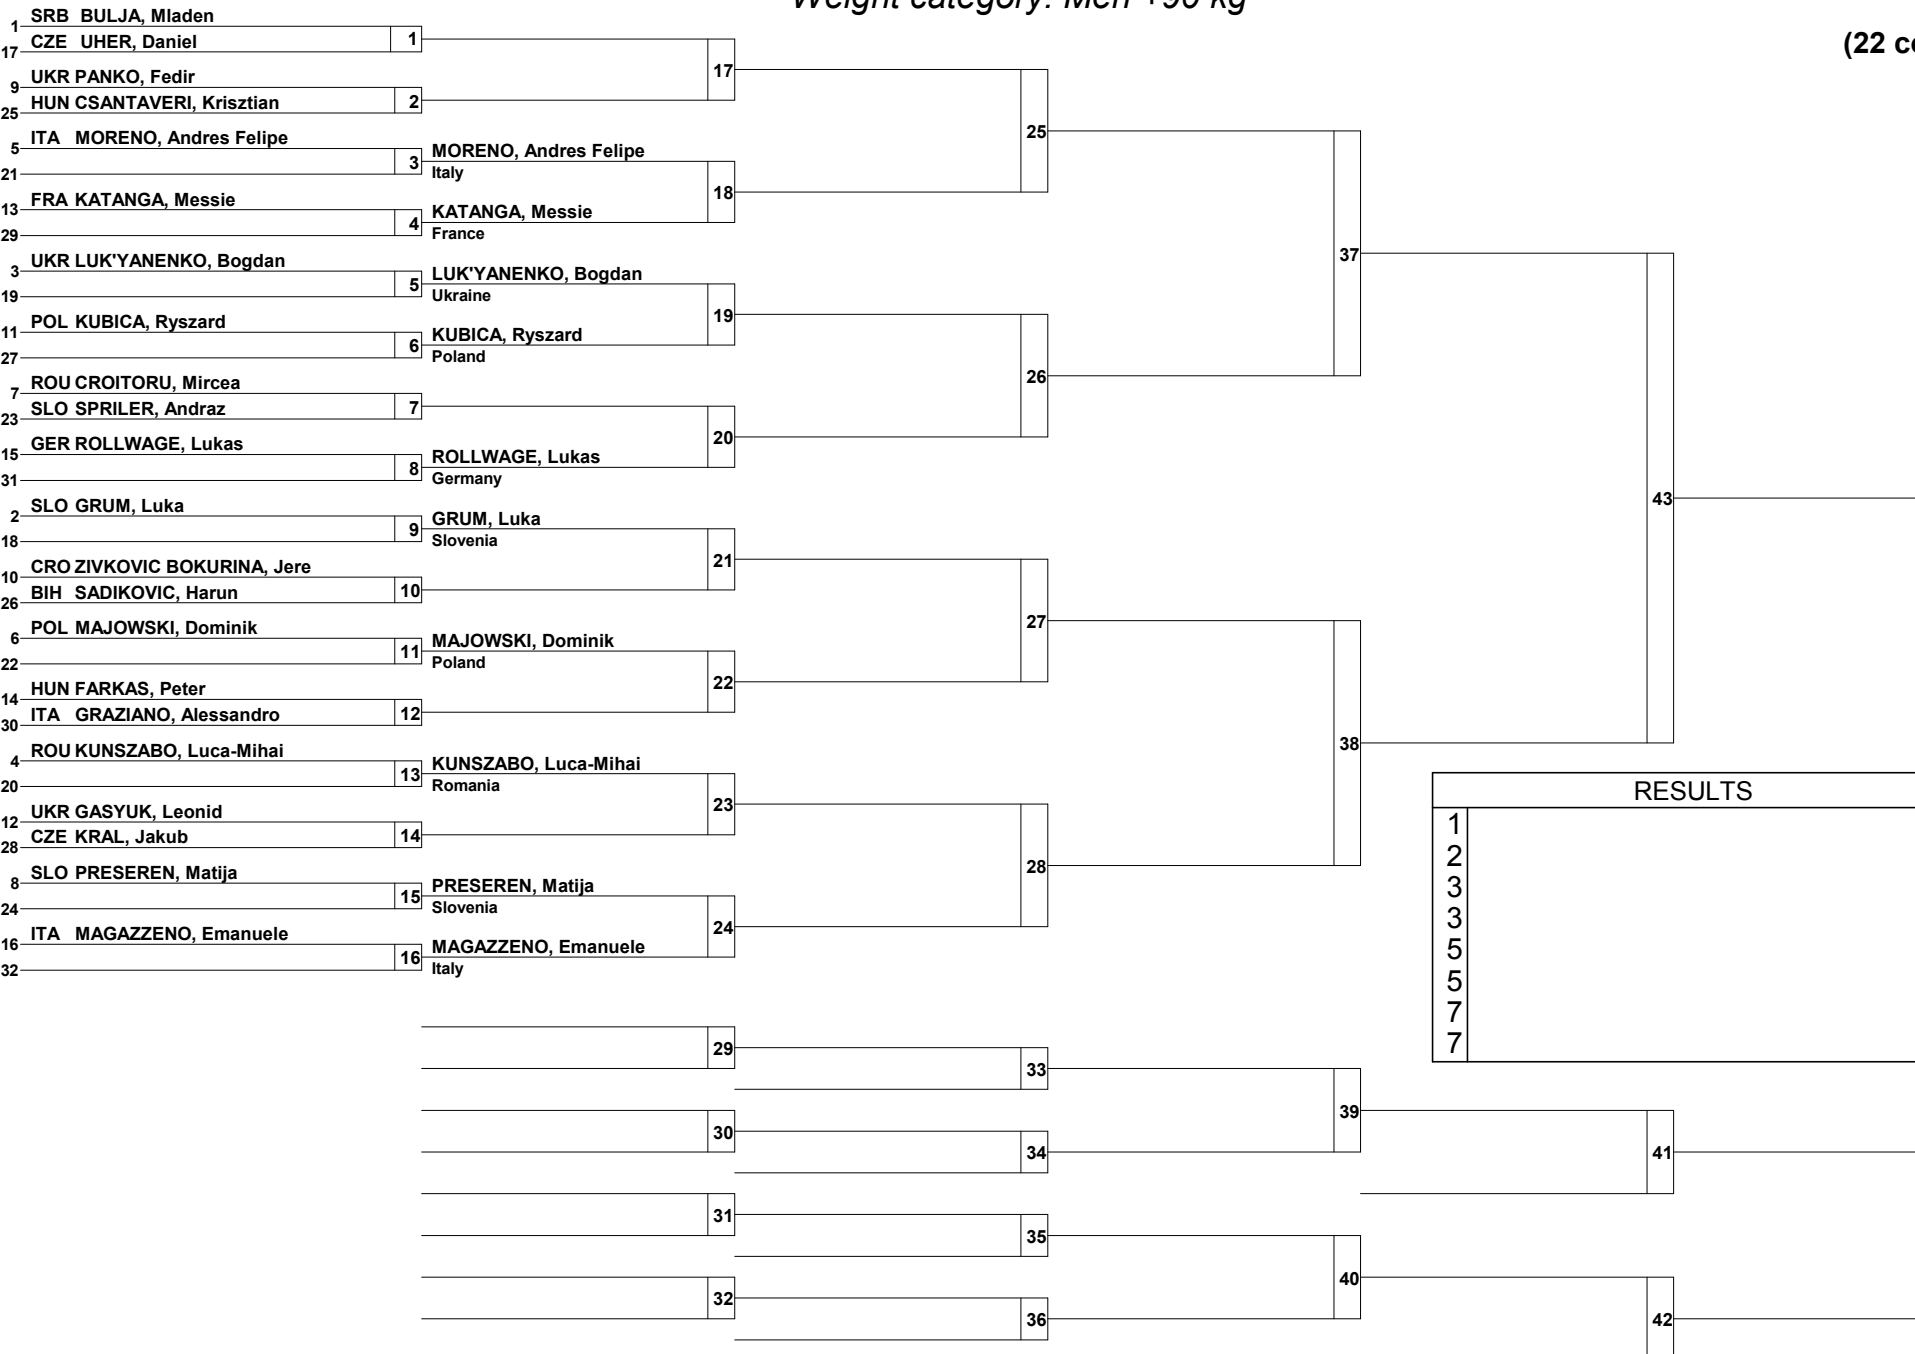 Weight category: Men +90 kg
(22 co
1 SRB BULJA, Mladen
17 CZE UHER, Daniel
1
9 UKR PANKO, Fedir
25 HUN CSANTAVERI, Krisztian
2
17
5 ITA MORENO, Andres Felipe
21
3
MORENO, Andres Felipe
Italy
13 FRA KATANGA, Messie
29
4
KATANGA, Messie
France
18
25
3 UKR LUK'YANENKO, Bogdan
19
5
LUK'YANENKO, Bogdan
Ukraine
11 POL KUBICA, Ryszard
27
6
KUBICA, Ryszard
Poland
19
7 ROU CROITORU, Mircea
23 SLO SPRILER, Andraz
7
15 GER ROLLWAGE, Lukas
31
8
ROLLWAGE, Lukas
Germany
20
26
37
2 SLO GRUM, Luka
18
9
GRUM, Luka
Slovenia
10 CRO ZIVKOVIC BOKURINA, Jere
26 BIH SADIKOVIC, Harun
10
21
6 POL MAJOWSKI, Dominik
22
11
MAJOWSKI, Dominik
Poland
14 HUN FARKAS, Peter
30 ITA GRAZIANO, Alessandro
12
22
27
4 ROU KUNSZABO, Luca-Mihai
20
13
KUNSZABO, Luca-Mihai
Romania
12 UKR GASYUK, Leonid
28 CZE KRAL, Jakub
14
23
8 SLO PRESEREN, Matija
24
15
PRESEREN, Matija
Slovenia
16 ITA MAGAZZENO, Emanuele
32
16
MAGAZZENO, Emanuele
Italy
24
28
38
43
RESULTS
1
2
3
3
5
5
7
7
29
33
30
34
39
41
31
35
32
36
40
42